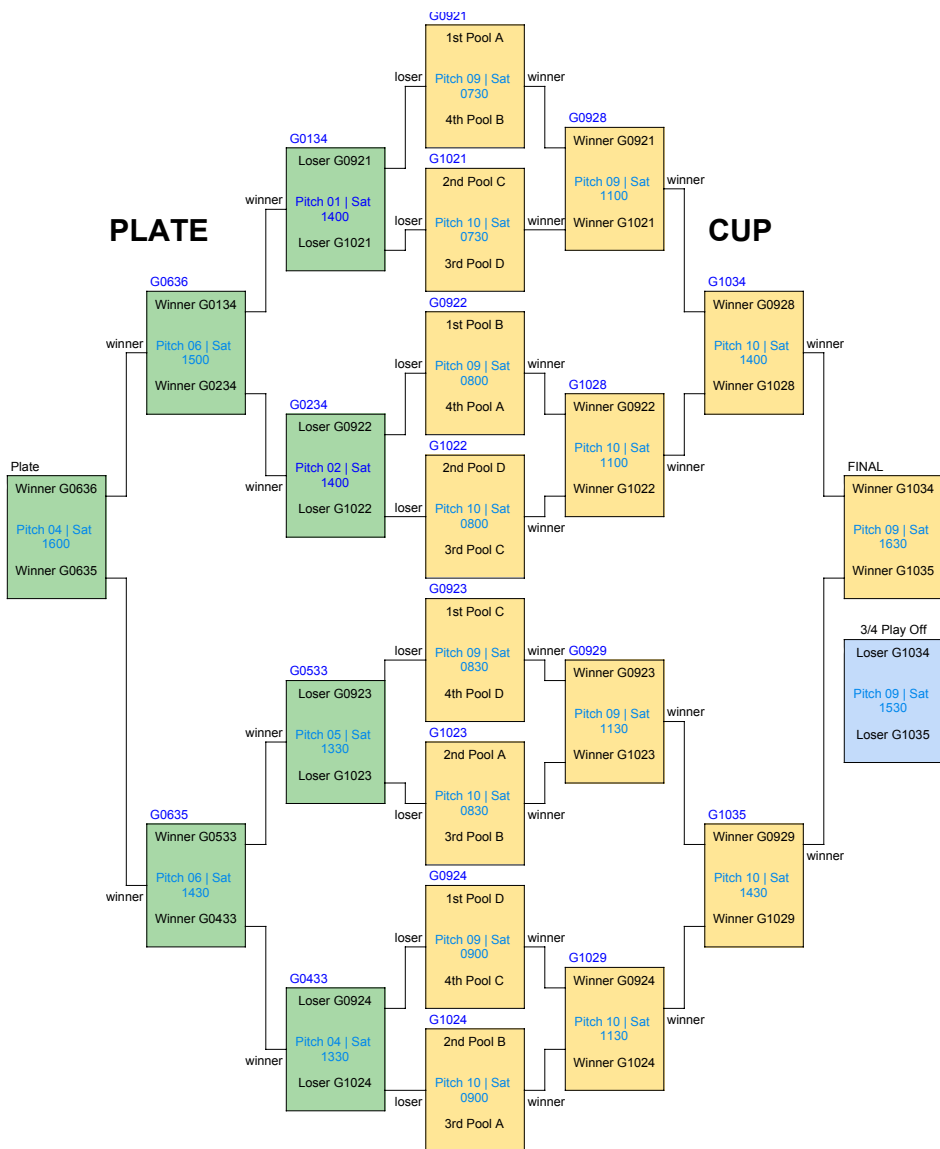 G0921
1st Pool A
loser
winner
Pitch 09 | Sat
0730
4th Pool B
G0928
Winner G0921
Pitch 09 | Sat
1100
Winner G1021
winner
G0134
Loser G0921
Pitch 01 | Sat
1400
Loser G1021
winner
G1021
2nd Pool C
loser
winner
Pitch 10 | Sat
0730
3rd Pool D
PLATE
CUP
G0636
Winner G0134
winner
Pitch 06 | Sat
1500
Winner G0234
G0922
1st Pool B
loser
winner
Pitch 09 | Sat
0800
4th Pool A
G1034
Winner G0928
Pitch 10 | Sat
1400
winner
Winner G1028
G0234
Loser G0922
Pitch 02 | Sat
1400
winner
Loser G1022
G1028
Winner G0922
Pitch 10 | Sat
1100
winner
Winner G1022
G1022
2nd Pool D
loser
Pitch 10 | Sat
0800
winner
3rd Pool C
Plate
Winner G0636
Pitch 04 | Sat
1600
Winner G0635
FINAL
Winner G1034
Pitch 09 | Sat
1630
Winner G1035
G0923
1st Pool C
loser
winner
Pitch 09 | Sat
0830
4th Pool D
3/4 Play Off
Loser G1034
Pitch 09 | Sat
1530
Loser G1035
G0533
Loser G0923
winner
Pitch 05 | Sat
1330
Loser G1023
G0929
Winner G0923
Pitch 09 | Sat
1130
winner
Winner G1023
G1023
2nd Pool A
Pitch 10 | Sat
0830
loser
winner
3rd Pool B
G0635
Winner G0533
Pitch 06 | Sat
1430
winner
Winner G0433
G1035
Winner G0929
winner
Pitch 10 | Sat
1430
Winner G1029
G0924
1st Pool D
loser
winner
Pitch 09 | Sat
0900
4th Pool C
G0433
Loser G0924
Pitch 04 | Sat
1330
winner
Loser G1024
G1029
Winner G0924
Pitch 10 | Sat
1130
winner
Winner G1024
G1024
2nd Pool B
Pitch 10 | Sat
0900
loser
winner
3rd Pool A